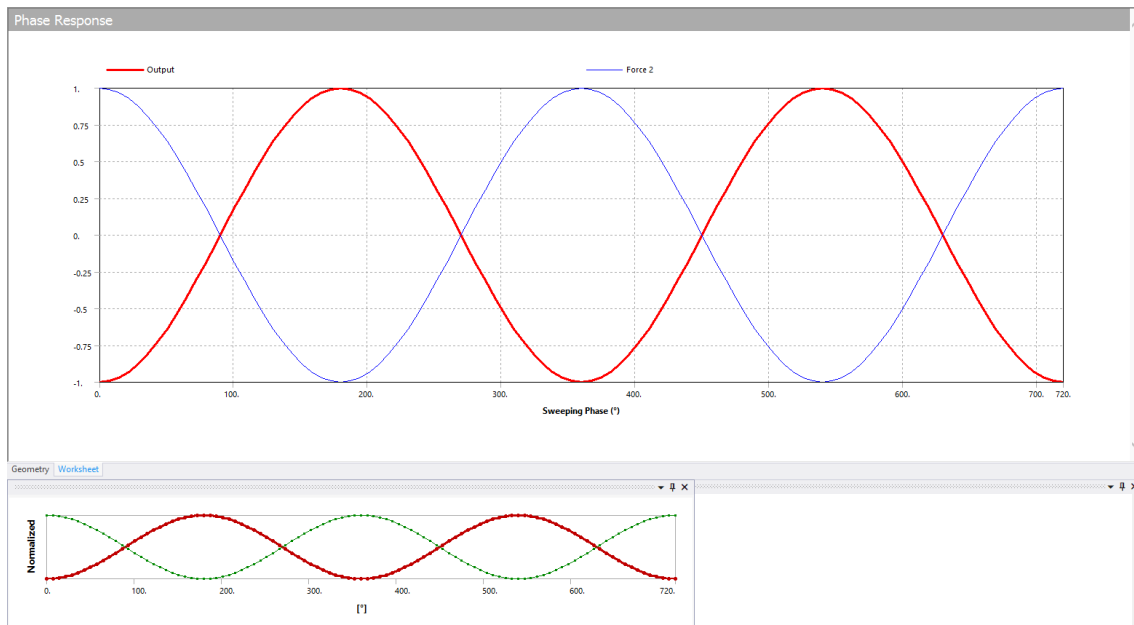 Phase Response
Output Force 2
1.
0.75
0.5
0.25
0.
-0.25
-0.5
-0.75
-1.
0. 100. 200. 300. 400. 500. 600. 700. 720.
Sweeping Phase (°)
Geometry Worksheet
Normalized
0. 100. 200. 300. 400. 500. 600. 720.
[°]